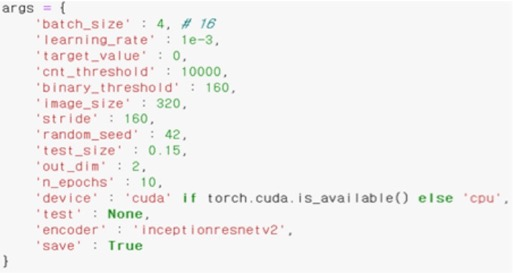 args = {
'batch_size' : 4, # 16
'learning_rate' : 1e-3,
'target_value' : 0,
'cnt_threshold' : 10000,
'binary_threshold' : 160,
'image_size' : 320,
'stride' : 160,
'random_seed' : 42,
'test_size' : 0.15,
'out_dim' : 2,
'n_epochs' : 10,
'device' : 'cuda' if torch.cuda.is_available() else 'cpu',
'test' : None,
'encoder' : 'inceptionresnetv2',
'save' : True
}